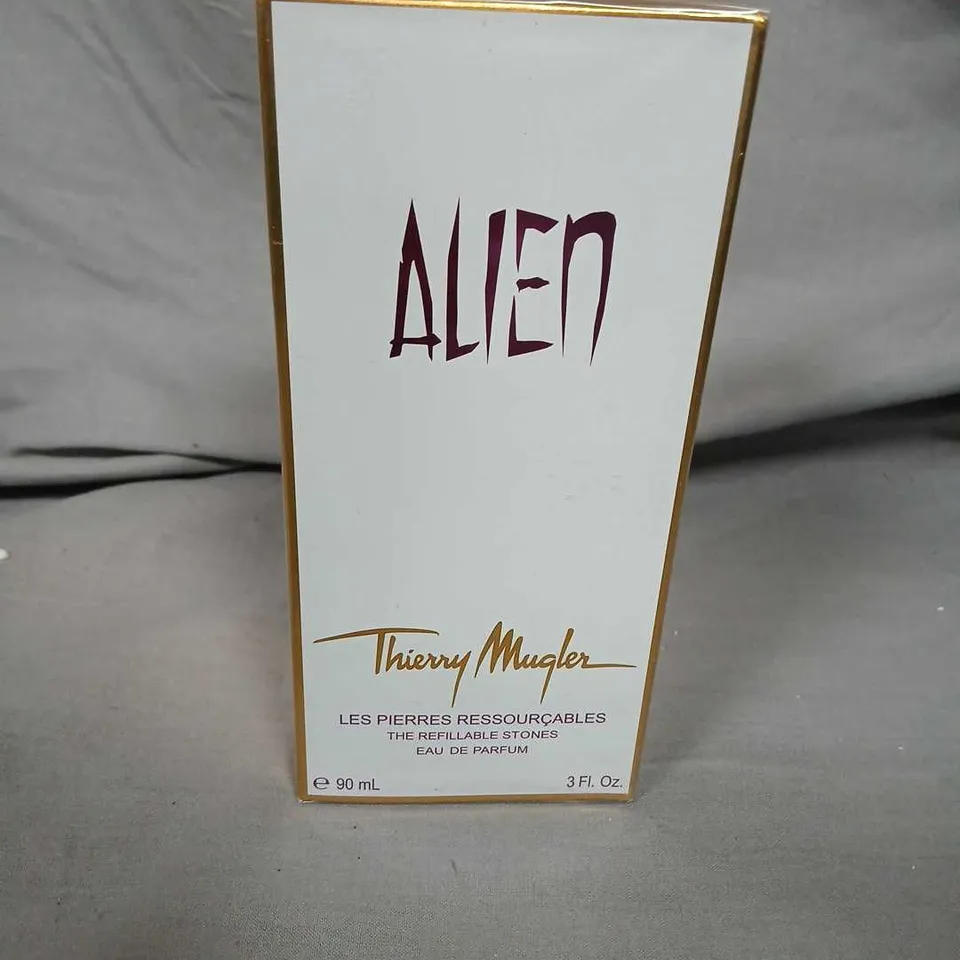 ALIEN
Thierry Mugler
LES PIERRES RESSOURÇABLES
THE REFILLABLE STONES
EAU DE PARFUM
℮ 90 mL 3 Fl. Oz.